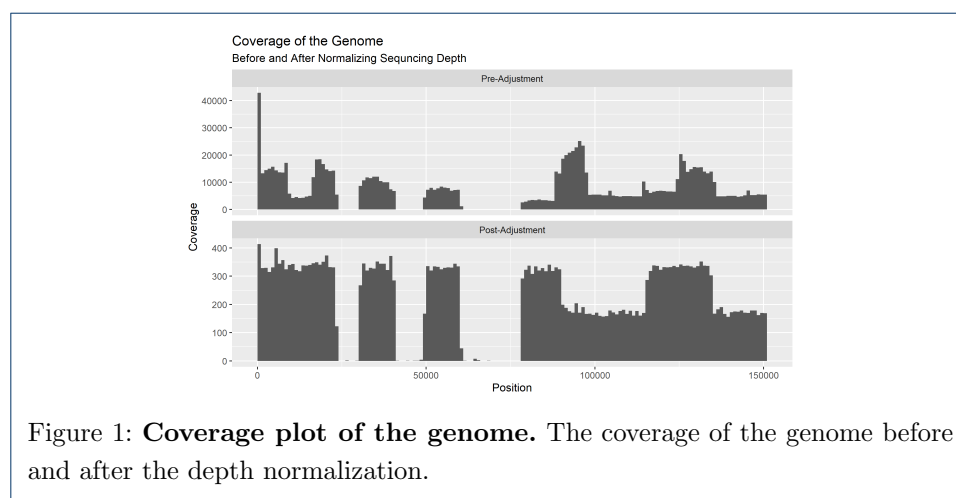 Coverage of the Genome
Before and After Normalizing Sequncing Depth
Pre-Adjustment
40000
30000
20000
10000
0
Coverage
Post-Adjustment
400
300
200
100
0
0 50000 100000 150000
Position
Figure 1: Coverage plot of the genome. The coverage of the genome before
and after the depth normalization.